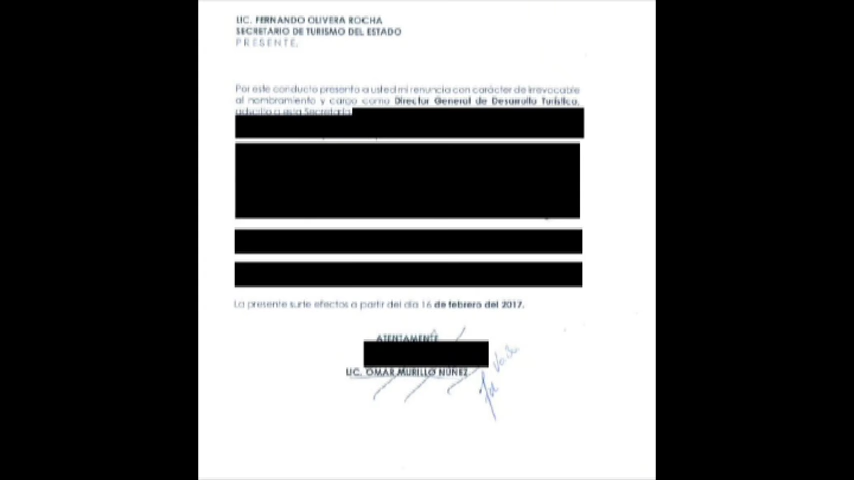 LIC. FERNANDO OLIVERA ROCHA
SECRETARIO DE TURISMO DEL ESTADO
P R E S E N T E.
Por este conducto presento a usted mi renuncia con carácter de irrevocable
al nombramiento y cargo como Director General de Desarrollo Turístico,
adscrito a esa Secretaría
La presente surte efectos a partir del día 16 de febrero del 2017.
ATENTAMENTE
LIC. OMAR MURILLO NÚÑEZ